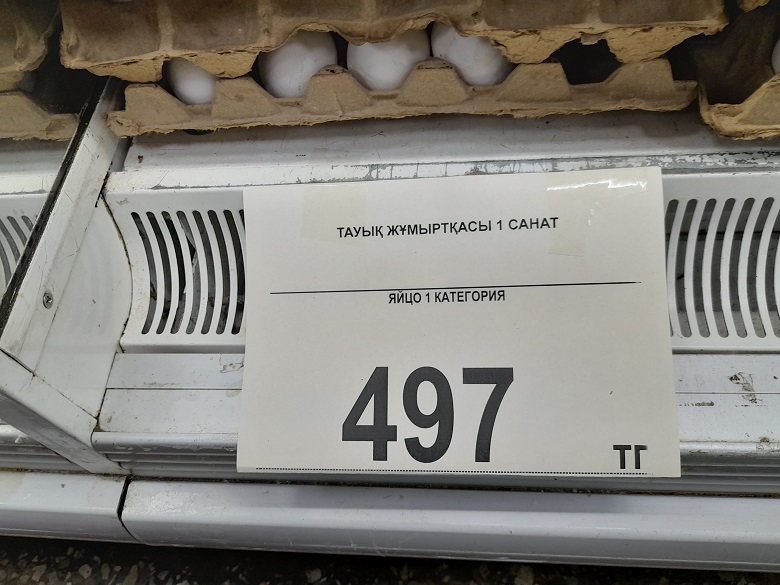 ТАУЫҚ ЖҰМЫРТҚАСЫ 1 САНАТ
ЯЙЦО 1 КАТЕГОРИЯ
497
ТГ